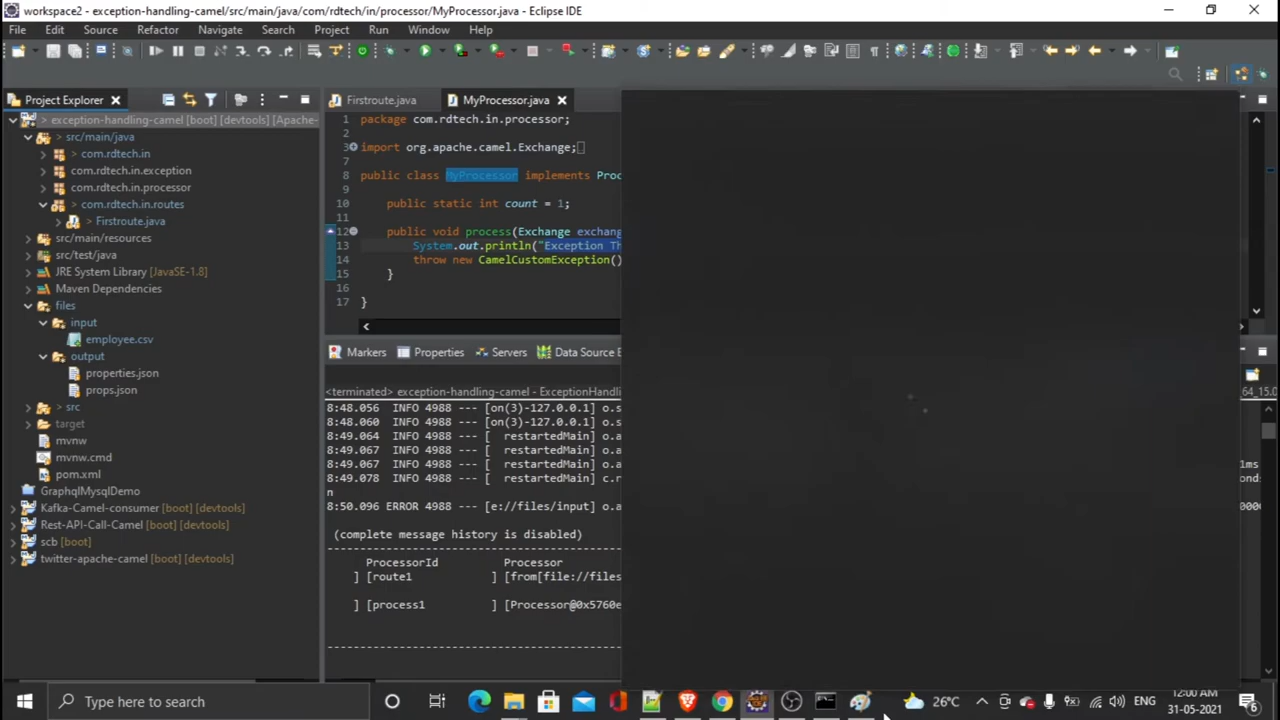 workspace2 - exception-handling-camel/src/main/java/com/rdtech/in/processor/MyProcessor.java - Eclipse IDE
File Edit Source Refactor Navigate Search Project Run Window Help
Project Explorer
exception-handling-camel [boot] [devtools] [Apache-
src/main/java
> com.rdtech.in
> com.rdtech.in.exception
com.rdtech.in.processor
> com.rdtech.in.routes
> Firstroute.java
src/main/resources
src/test/java
JRE System Library [JavaSE-1.8]
Maven Dependencies
files
input
employee.csv
output
properties.json
props.json
> src
target
mvnw
mvnw.cmd
pom.xml
GraphqlMysqlDemo
Kafka-Camel-consumer [boot] [devtools]
Rest-API-Call-Camel [boot] [devtools]
scb [boot]
twitter-apache-camel [boot] [devtools]
Firstroute.java MyProcessor.java
1 package com.rdtech.in.processor;
2
3 import org.apache.camel.Exchange;
7
8 public class MyProcessor implements Proc
9
10 public static int count = 1;
11
12 public void process(Exchange exchang
13 System.out.println("Exception Th
14 throw new CamelCustomException()
15 }
16
17 }
Markers Properties Servers Data Source E
<terminated> exception-handling-camel - ExceptionHandli
64_15.0
8:48.056 INFO 4988 --- [on(3)-127.0.0.1] o.s
8:48.060 INFO 4988 --- [on(3)-127.0.0.1] o.s
8:49.064 INFO 4988 --- [ restartedMain] o.a
8:49.067 INFO 4988 --- [ restartedMain] o.a
8:49.067 INFO 4988 --- [ restartedMain] o.a
1ms
8:49.078 INFO 4988 --- [ restartedMain] c.r
onds
n
8:50.096 ERROR 4988 --- [e://files/input] o.a
0000
(complete message history is disabled)
ProcessorId Processor
] [route1 ] [from[file://files
] [process1 ] [Processor@0x5760e
Type here to search
26°C
ENG
12:00 AM
31-05-2021
6